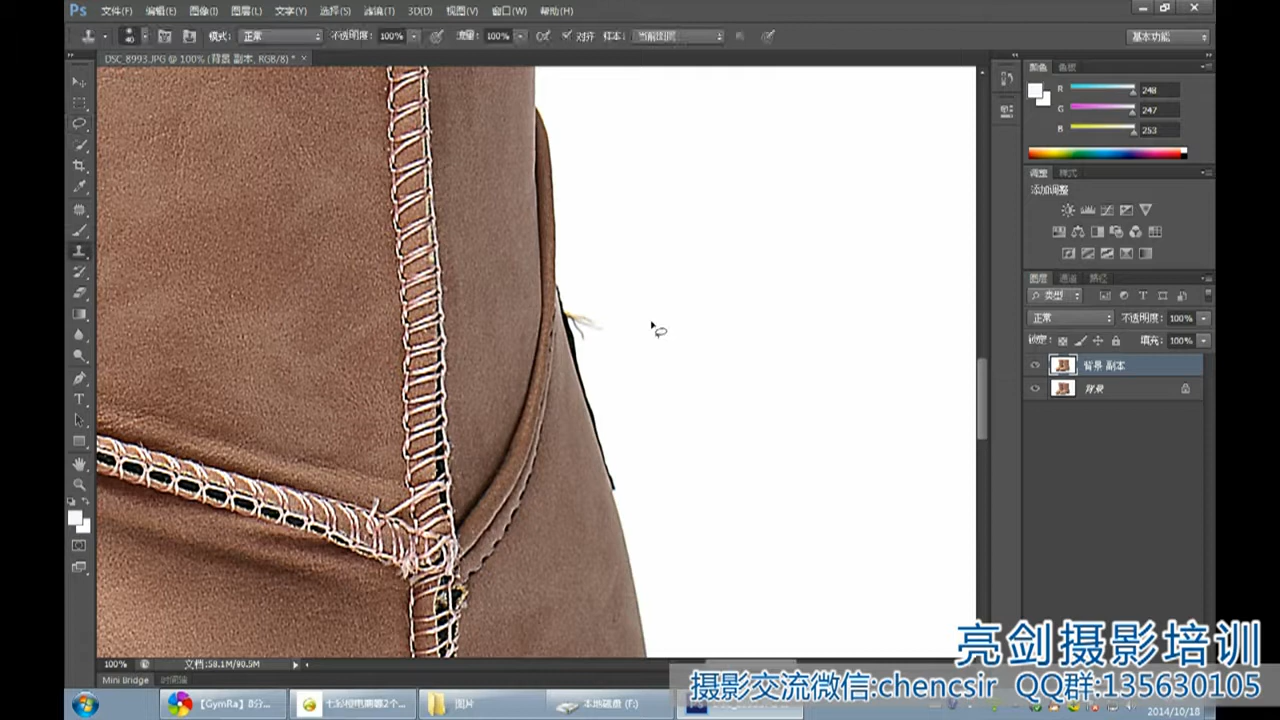 Ps 文件(F) 编辑(E) 图像(I) 图层(L) 文字(Y) 选择(S) 滤镜(T) 3D(D) 视图(V) 窗口(W) 帮助(H)
40 模式: 正常 不透明度: 100% 流量: 100% 对齐 样本: 当前图层 基本功能
DSC_8993.JPG @ 100% (背景 副本, RGB/8) * ×
颜色 色板
R 248
G 247
B 253
调整 样式
添加调整
图层 通道 路径
类型
正常 不透明度: 100%
锁定: 填充: 100%
背景 副本
背景
100% 文档:58.1M/90.5M
Mini Bridge 时间轴
亮剑摄影培训
摄影交流微信:chencsir QQ群:135630105
【GymRa】8分... 图片 本地磁盘 (F:)
2014/10/18